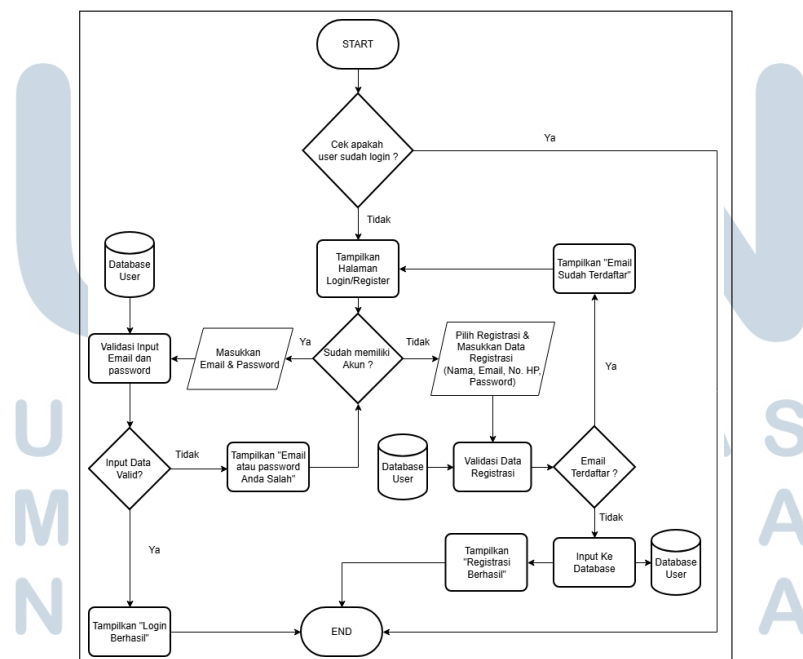 START
Cek apakah
user sudah login ?
Ya
Tidak
Tampilkan
Halaman
Login/Register
Tampilkan "Email
Sudah Terdaftar"
Database
User
Validasi Input
Email dan
password
Masukkan
Email & Password
Ya
Sudah memiliki
Akun ?
Tidak
Pilih Registrasi &
Masukkan Data
Registrasi
(Nama, Email, No. HP,
Password)
Ya
Input Data
Valid?
Tidak
Tampilkan "Email
atau password
Anda Salah"
Database
User
Validasi Data
Registrasi
Email
Terdaftar ?
Tidak
Ya
Tampilkan
"Registrasi
Berhasil"
Input Ke
Database
Database
User
Tampilkan "Login
Berhasil"
END
U
A S
M
A
N
A